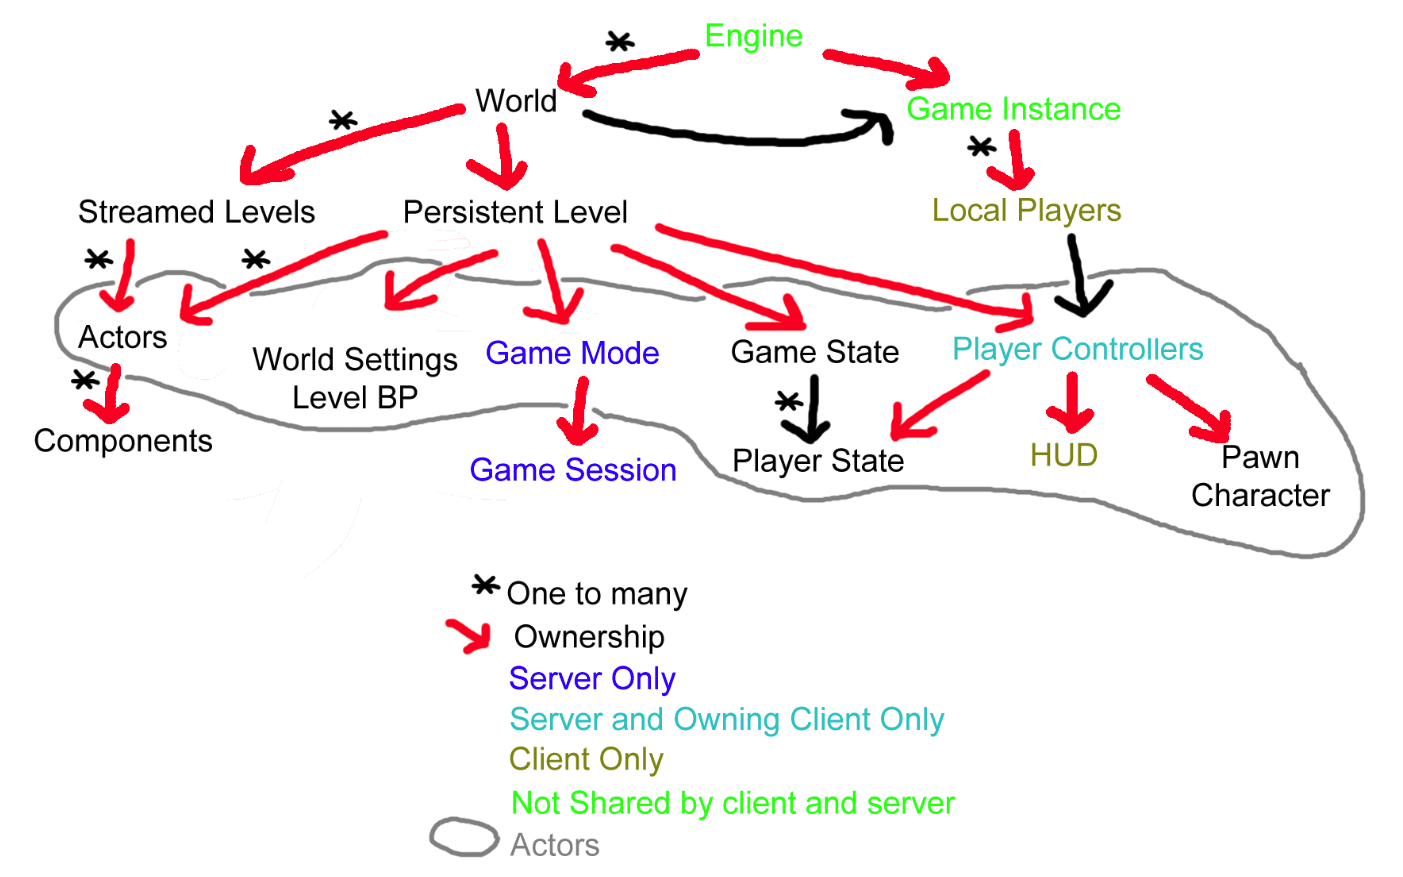 Engine
World
Game Instance
Streamed Levels
Persistent Level
Local Players
Actors
World Settings
Level BP
Game Mode
Game State
Player Controllers
Components
Game Session
Player State
HUD
Pawn
Character
One to many
Ownership
Server Only
Server and Owning Client Only
Client Only
Not Shared by client and server
Actors